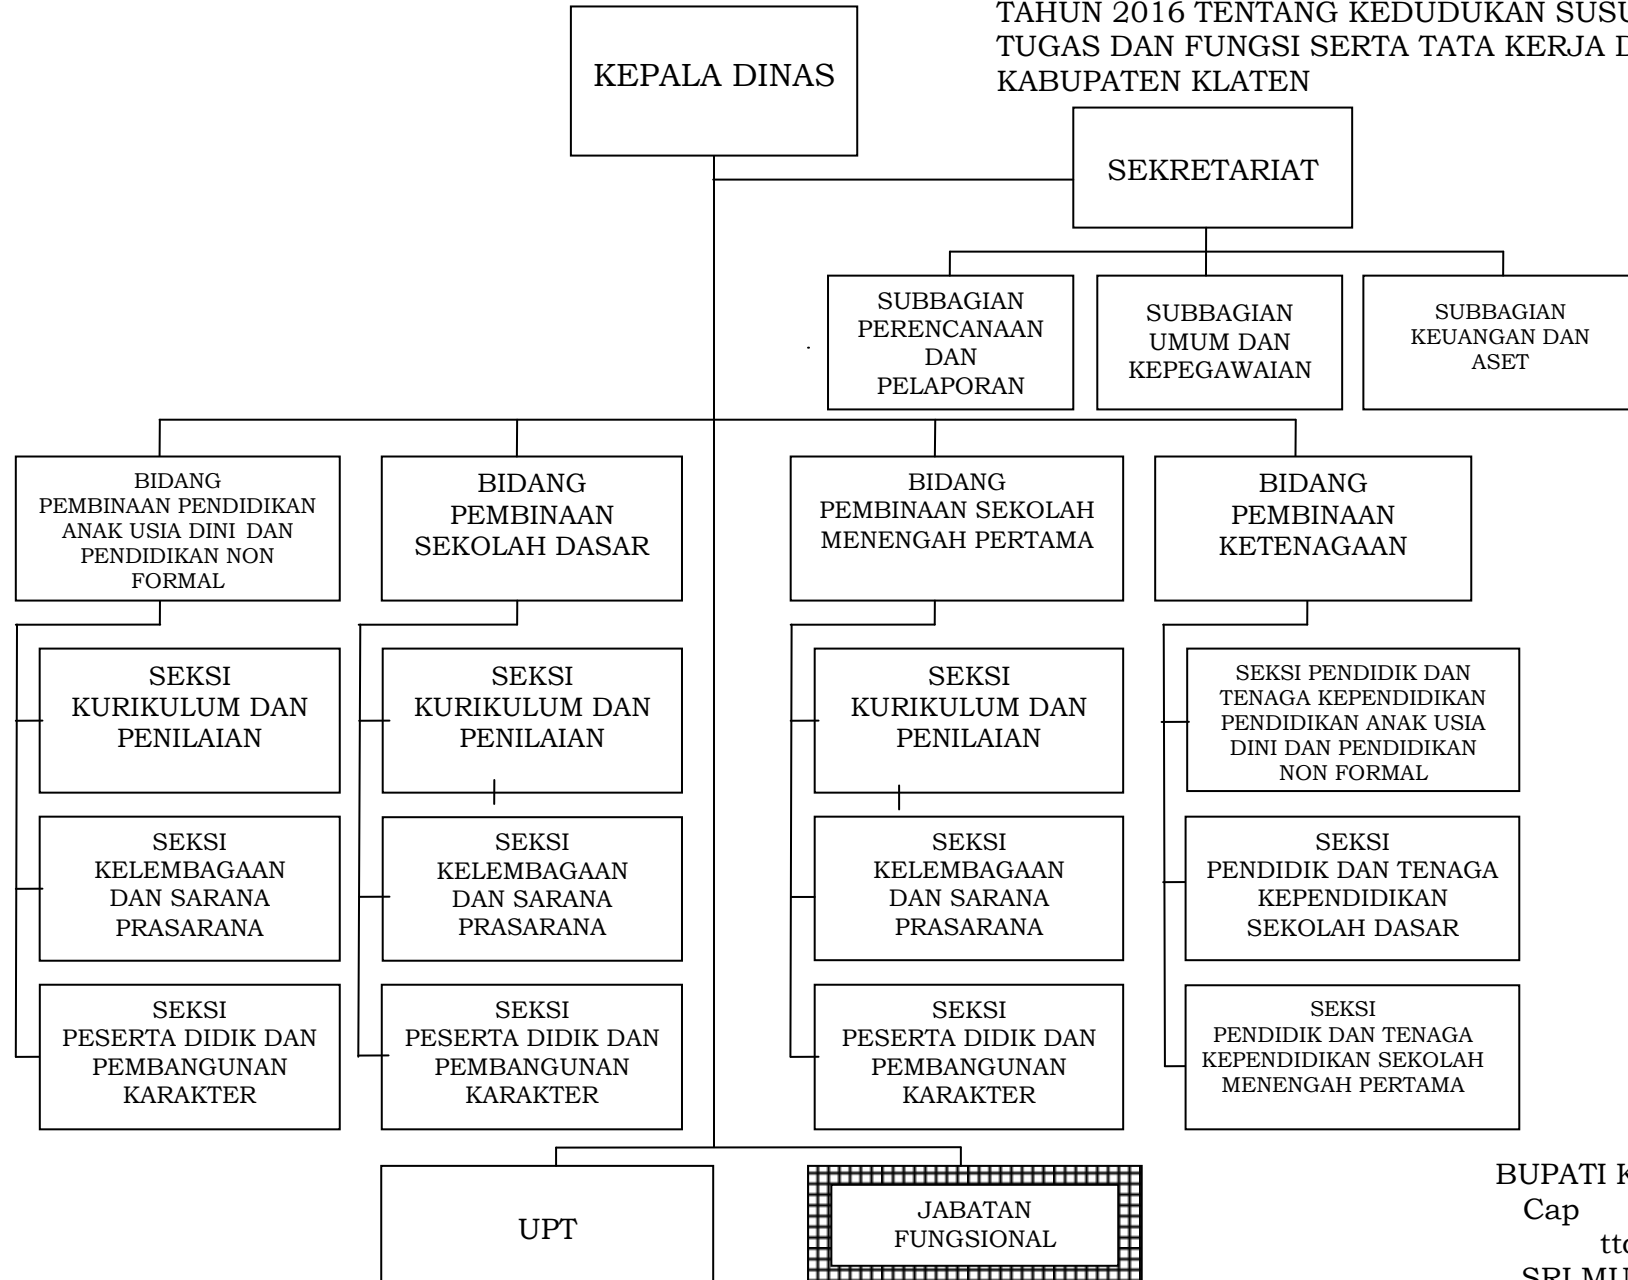 TAHUN 2016 TENTANG KEDUDUKAN
TUGAS DAN FUNGSI SERTA TATA KERJA
KABUPATEN KLATEN
KEPALA DINAS
SEKRETARIAT
SUBBAGIAN
PERENCANAAN
DAN
PELAPORAN
SUBBAGIAN
UMUM DAN
KEPEGAWAIAN
SUBBAGIAN
KEUANGAN DAN
ASET
BIDANG
PEMBINAAN PENDIDIKAN
ANAK USIA DINI DAN
PENDIDIKAN NON
FORMAL
BIDANG
PEMBINAAN
SEKOLAH DASAR
BIDANG
PEMBINAAN SEKOLAH
MENENGAH PERTAMA
BIDANG
PEMBINAAN
KETENAGAAN
SEKSI
KURIKULUM DAN
PENILAIAN
SEKSI
KURIKULUM DAN
PENILAIAN
SEKSI
KURIKULUM DAN
PENILAIAN
SEKSI PENDIDIK DAN
TENAGA KEPENDIDIKAN
PENDIDIKAN ANAK USIA
DINI DAN PENDIDIKAN
NON FORMAL
SEKSI
KELEMBAGAAN
DAN SARANA
PRASARANA
SEKSI
KELEMBAGAAN
DAN SARANA
PRASARANA
SEKSI
KELEMBAGAAN
DAN SARANA
PRASARANA
SEKSI
PENDIDIK DAN TENAGA
KEPENDIDIKAN
SEKOLAH DASAR
SEKSI
PESERTA DIDIK DAN
PEMBANGUNAN
KARAKTER
SEKSI
PESERTA DIDIK DAN
PEMBANGUNAN
KARAKTER
SEKSI
PESERTA DIDIK DAN
PEMBANGUNAN
KARAKTER
SEKSI
PENDIDIK DAN TENAGA
KEPENDIDIKAN SEKOLAH
MENENGAH PERTAMA
UPT
JABATAN
FUNGSIONAL
BUPATI
Cap
SRI